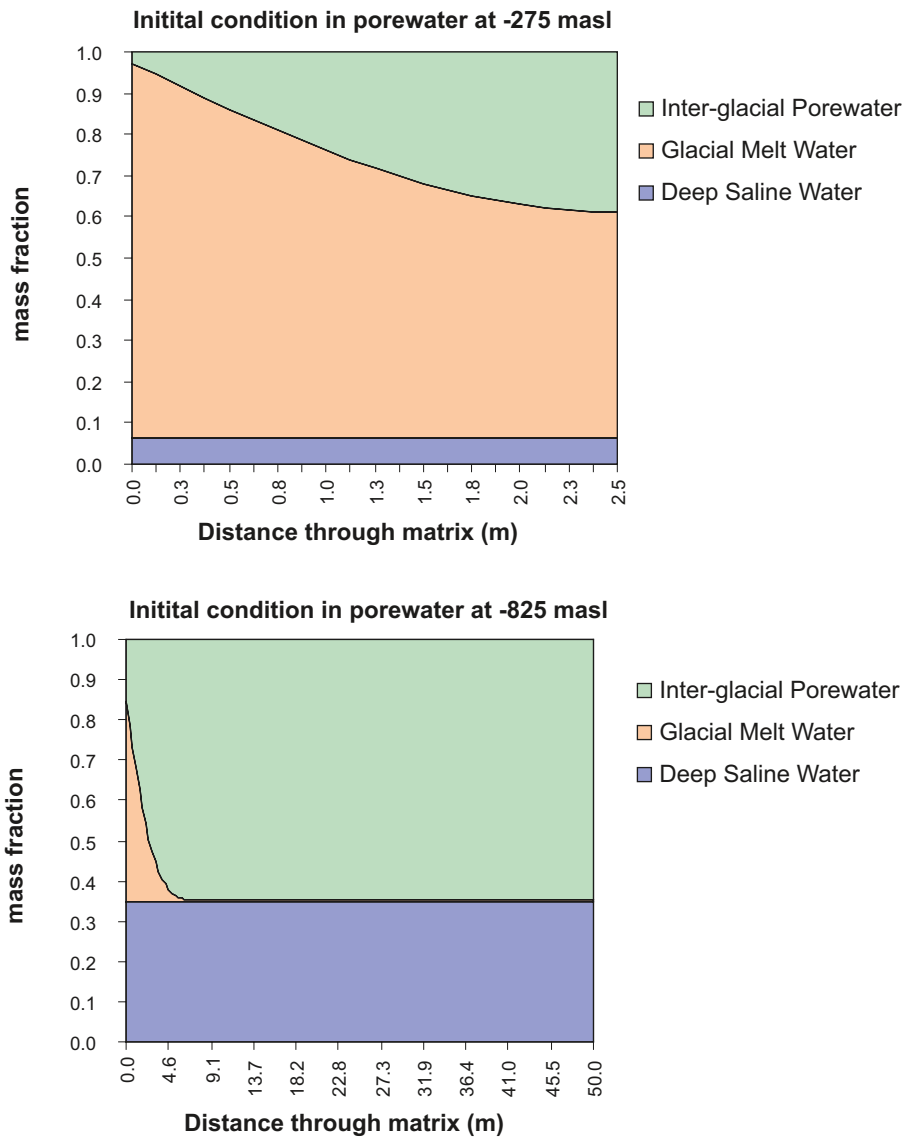 Initital condition in porewater at -275 masl
1.0
0.9
0.8
0.7
0.6
0.5
0.4
0.3
0.2
0.1
0.0
mass fraction
0.0 0.3 0.5 0.8 1.0 1.3 1.5 1.8 2.0 2.3 2.5
Distance through matrix (m)
Inter-glacial Porewater
Glacial Melt Water
Deep Saline Water
Initital condition in porewater at -825 masl
1.0
0.9
0.8
0.7
0.6
0.5
0.4
0.3
0.2
0.1
0.0
mass fraction
0.0 4.6 9.1 13.7 18.2 22.8 27.3 31.9 36.4 41.0 45.5 50.0
Distance through matrix (m)
Inter-glacial Porewater
Glacial Melt Water
Deep Saline Water